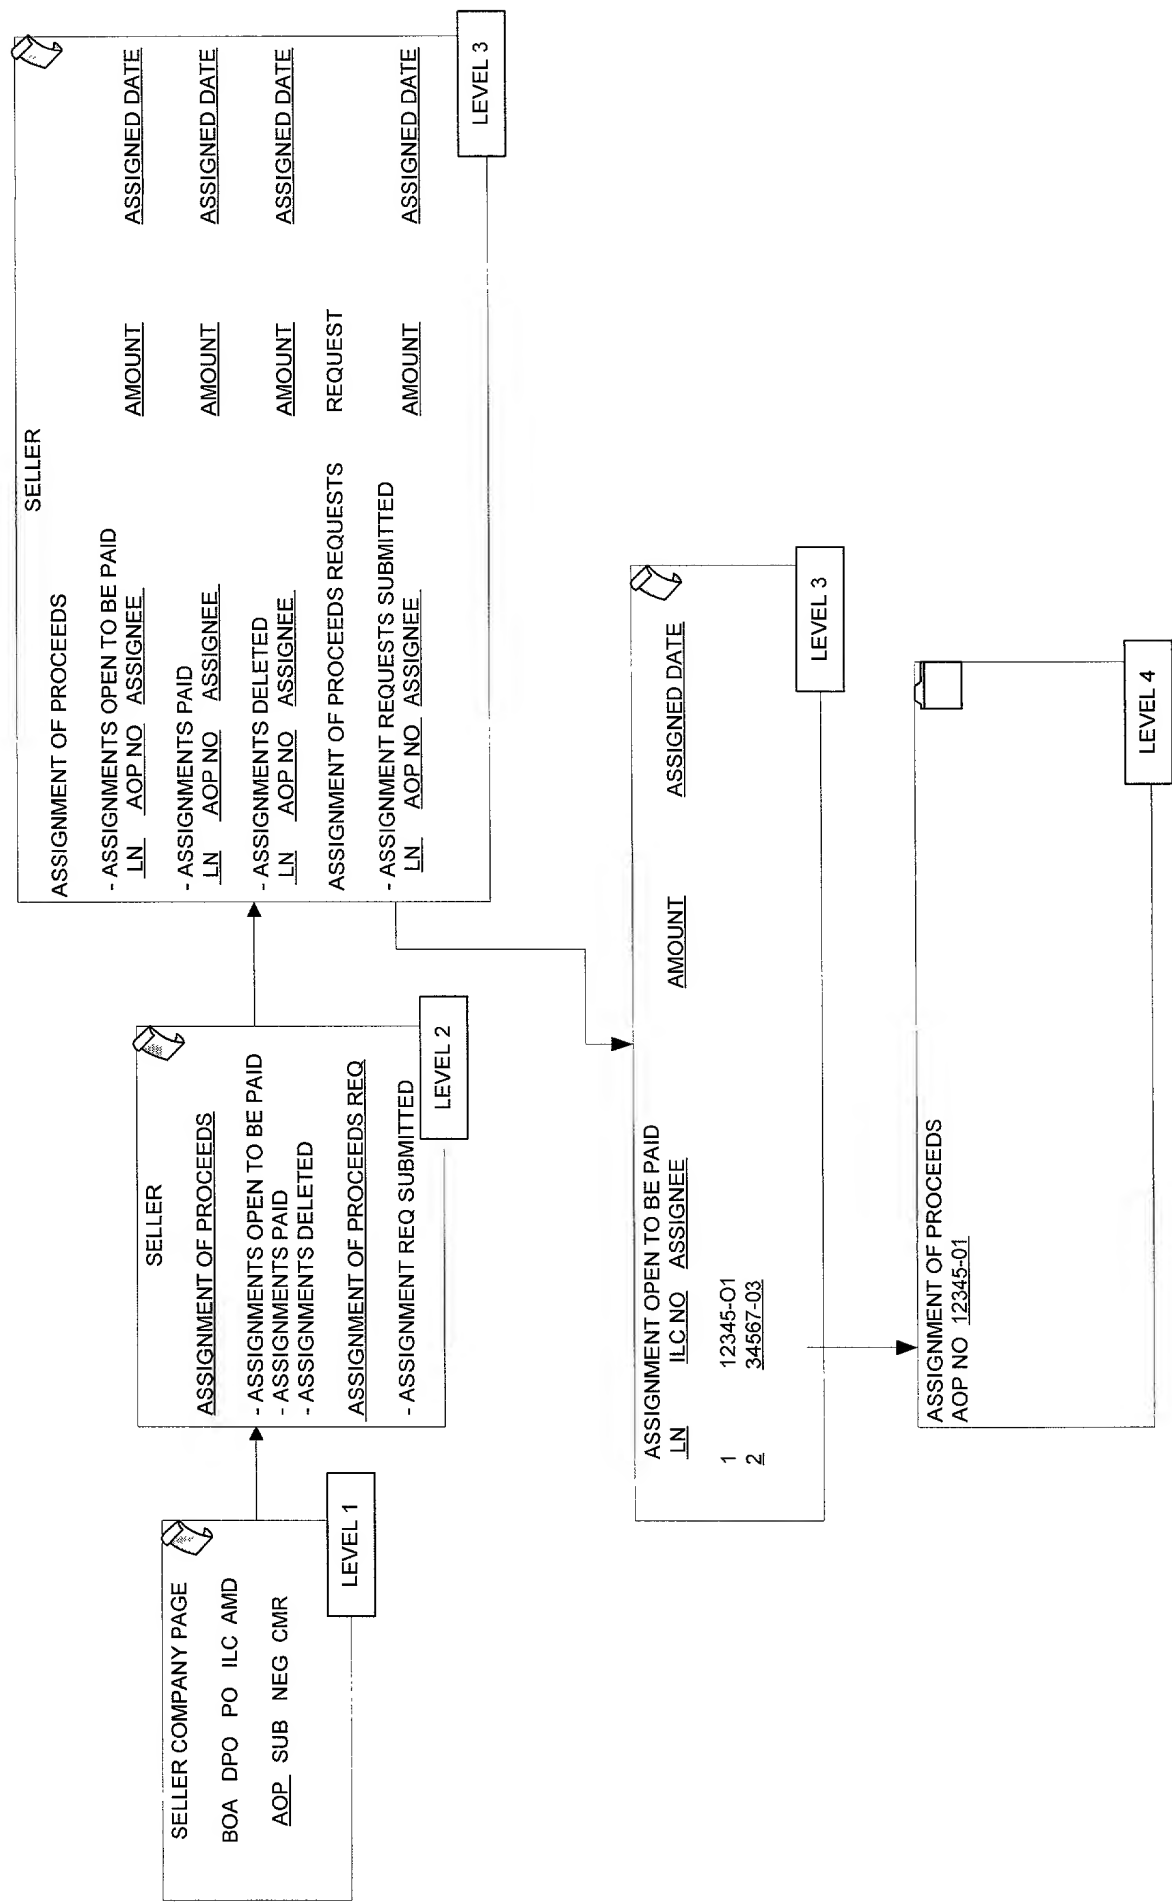 SELLER COMPANY PAGE
BOA DPO PO ILC AMD
AOP SUB NEG CMR
LEVEL 1
SELLER
ASSIGNMENT OF PROCEEDS
- ASSIGNMENTS OPEN TO BE PAID
- ASSIGNMENTS PAID
- ASSIGNMENTS DELETED
ASSIGNMENT OF PROCEEDS REQ
- ASSIGNMENT REQ SUBMITTED
LEVEL 2
SELLER
ASSIGNMENT OF PROCEEDS
- ASSIGNMENTS OPEN TO BE PAID
LN AOP NO ASSIGNEE AMOUNT ASSIGNED DATE
- ASSIGNMENTS PAID
LN AOP NO ASSIGNEE AMOUNT ASSIGNED DATE
- ASSIGNMENTS DELETED
LN AOP NO ASSIGNEE AMOUNT ASSIGNED DATE
ASSIGNMENT OF PROCEEDS REQUESTS REQUEST
- ASSIGNMENT REQUESTS SUBMITTED
LN AOP NO ASSIGNEE AMOUNT ASSIGNED DATE
LEVEL 3
ASSIGNMENT OPEN TO BE PAID
LN ILC NO ASSIGNEE AMOUNT ASSIGNED DATE
1 12345-O1
2 34567-03
LEVEL 3
ASSIGNMENT OF PROCEEDS
AOP NO 12345-01
LEVEL 4